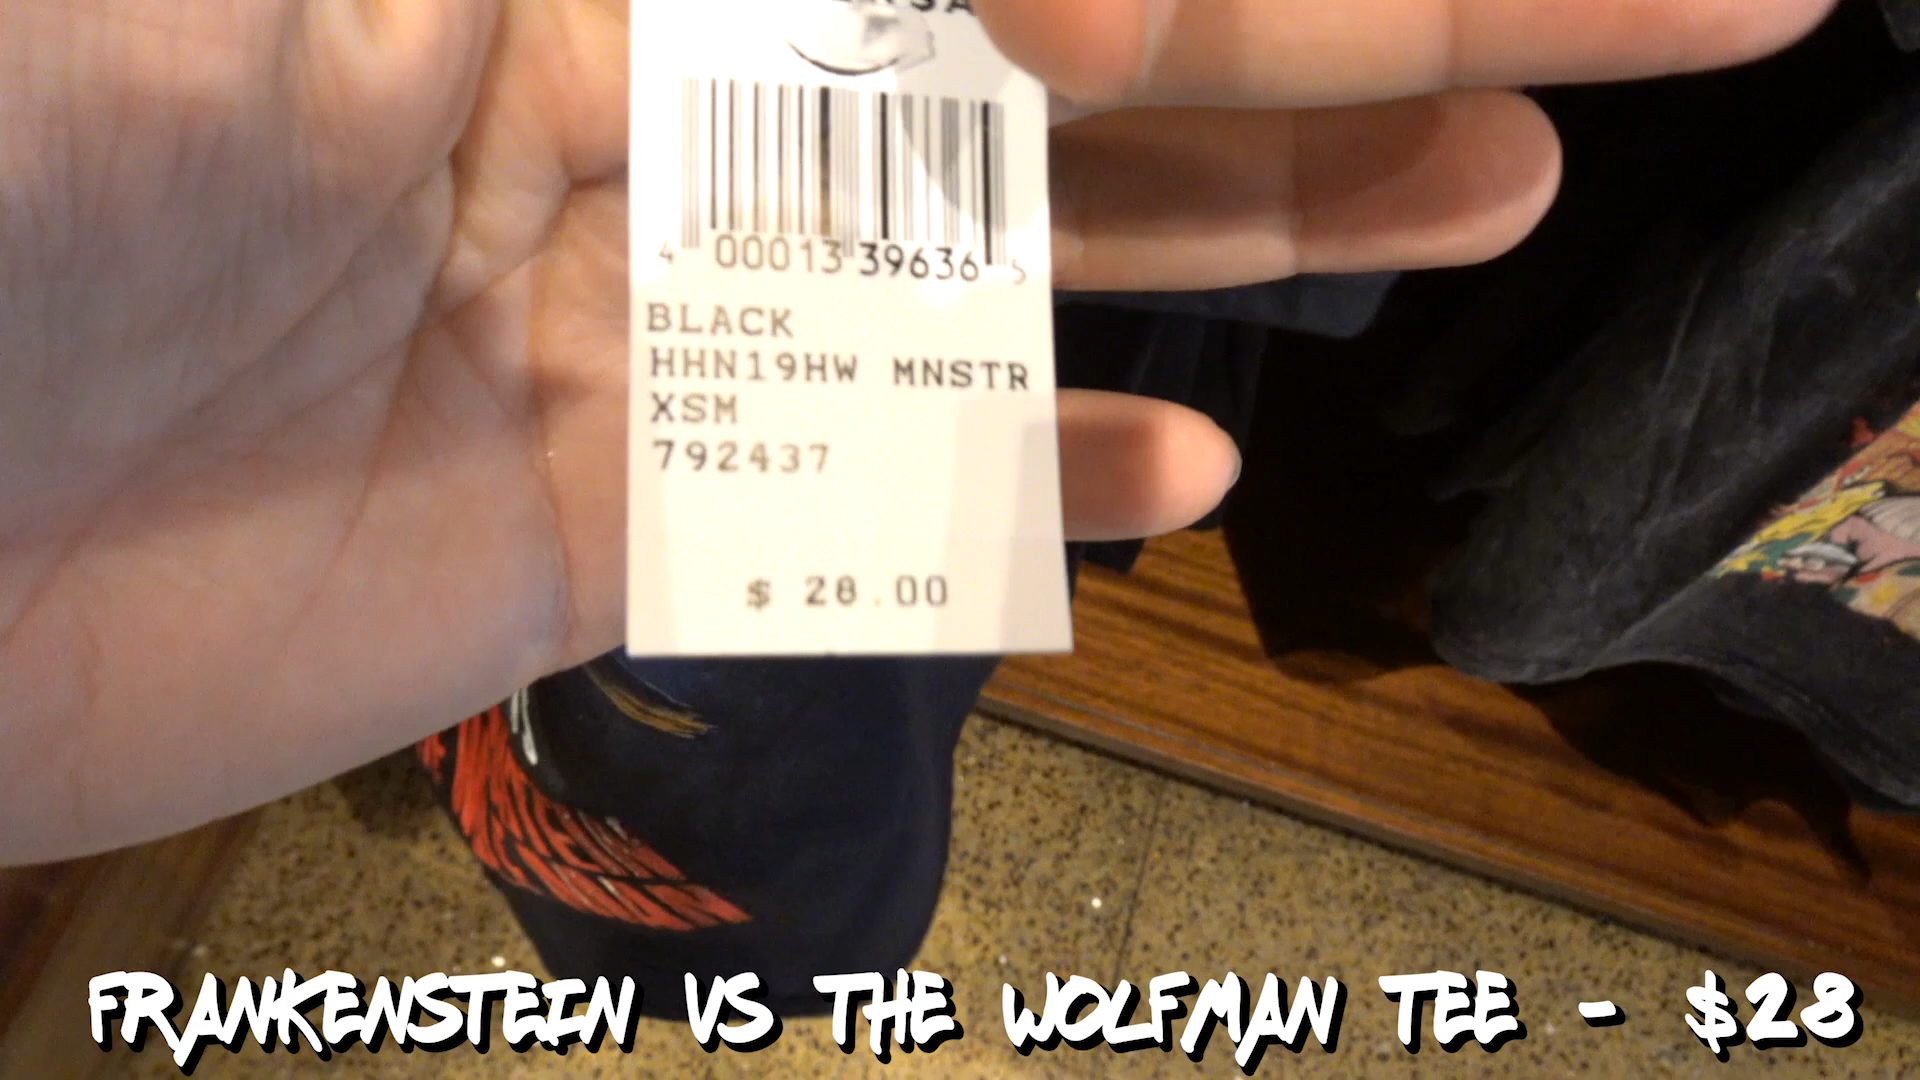 4 00013 39636 5
BLACK
HHN19HW MNSTR
XSM
792437
$ 28.00
FRANKENSTEIN VS THE WOLFMAN TEE - $28